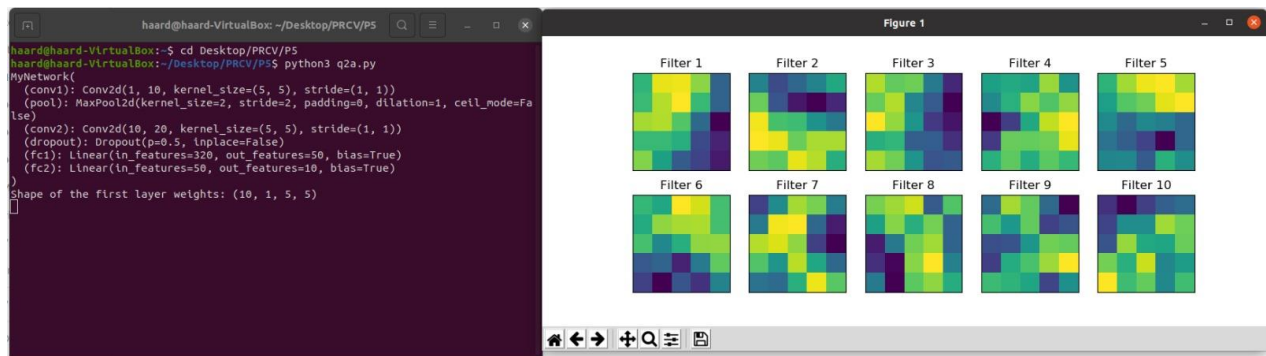 haard@haard-VirtualBox: ~/Desktop/PRCV/P5
haard@haard-VirtualBox:~$ cd Desktop/PRCV/P5
haard@haard-VirtualBox:~/Desktop/PRCV/P5$ python3 q2a.py
MyNetwork(
(conv1): Conv2d(1, 10, kernel_size=(5, 5), stride=(1, 1))
(pool): MaxPool2d(kernel_size=2, stride=2, padding=0, dilation=1, ceil_mode=Fa
lse)
(conv2): Conv2d(10, 20, kernel_size=(5, 5), stride=(1, 1))
(dropout): Dropout(p=0.5, inplace=False)
(fc1): Linear(in_features=320, out_features=50, bias=True)
(fc2): Linear(in_features=50, out_features=10, bias=True)
)
Shape of the first layer weights: (10, 1, 5, 5)
Figure 1
Filter 1 Filter 2 Filter 3 Filter 4 Filter 5
Filter 6 Filter 7 Filter 8 Filter 9 Filter 10